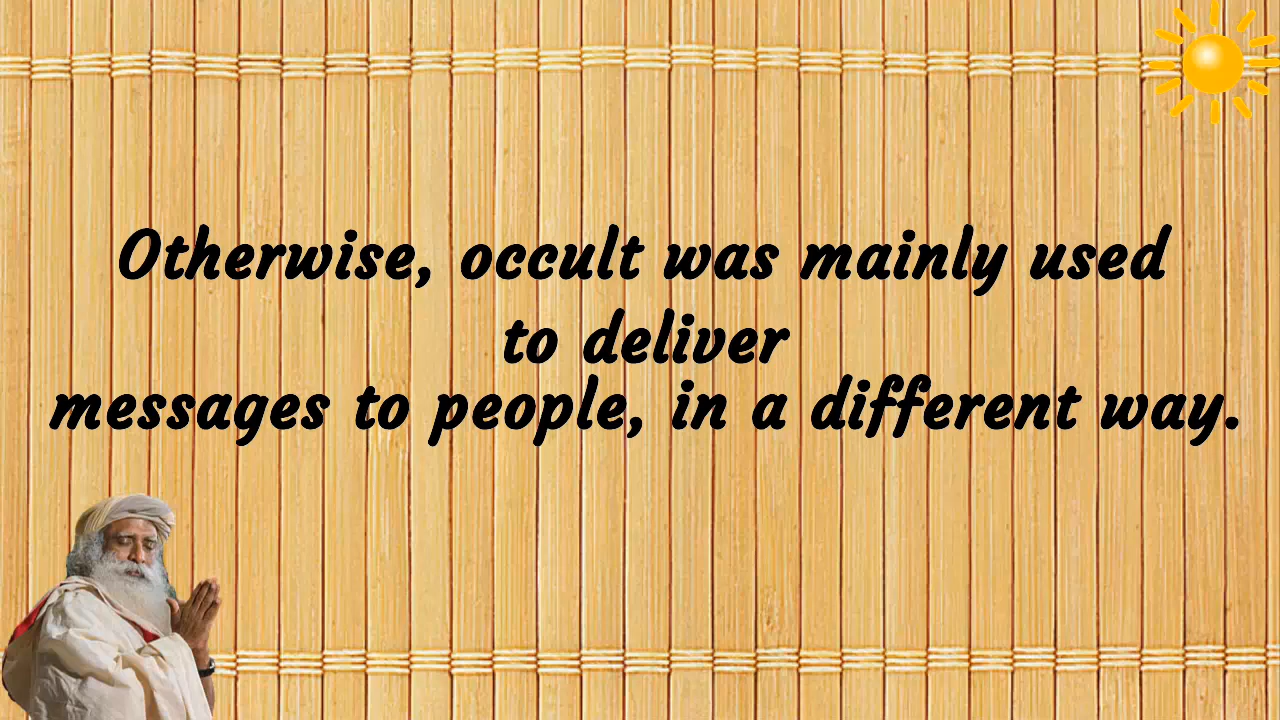 Otherwise, occult was mainly used
to deliver
messages to people, in a different way.